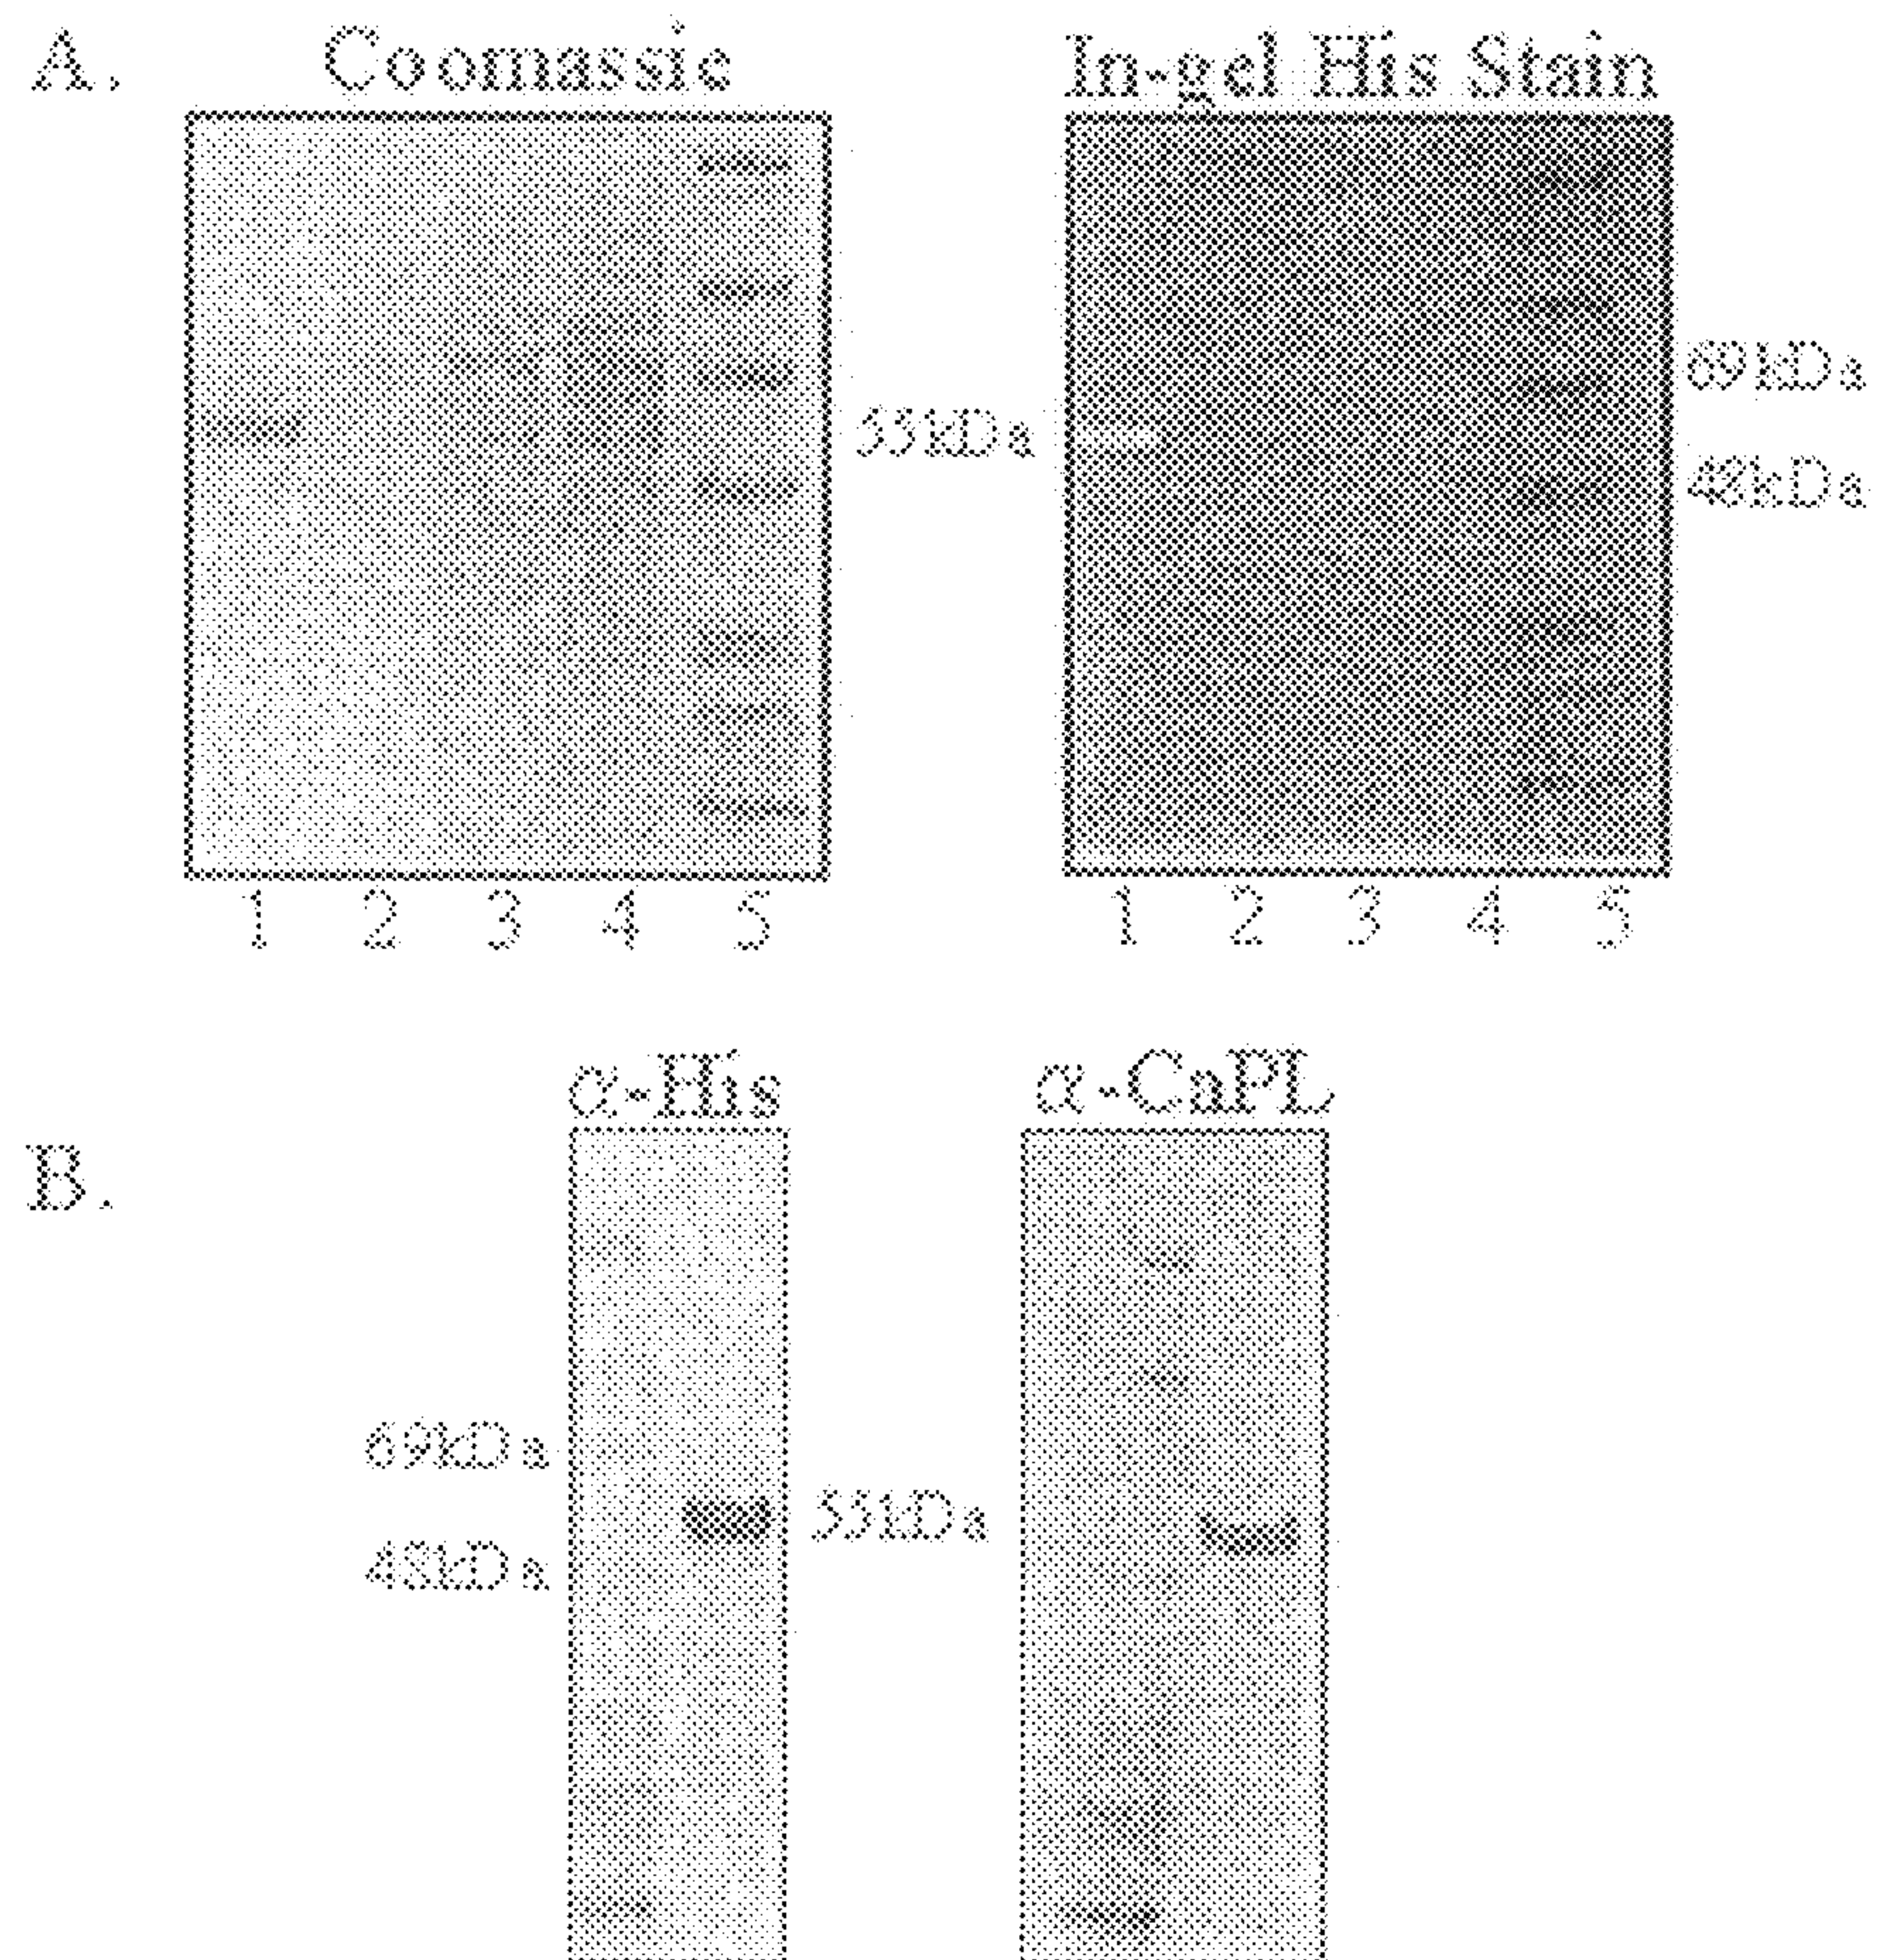 A.
Coomassie
In-gel His Stain
69kDa
55kDa
48kDa
1 2 3 4 5
1 2 3 4 5
α-His
α-CaPL
B.
69kDa
55kDa
48kDa